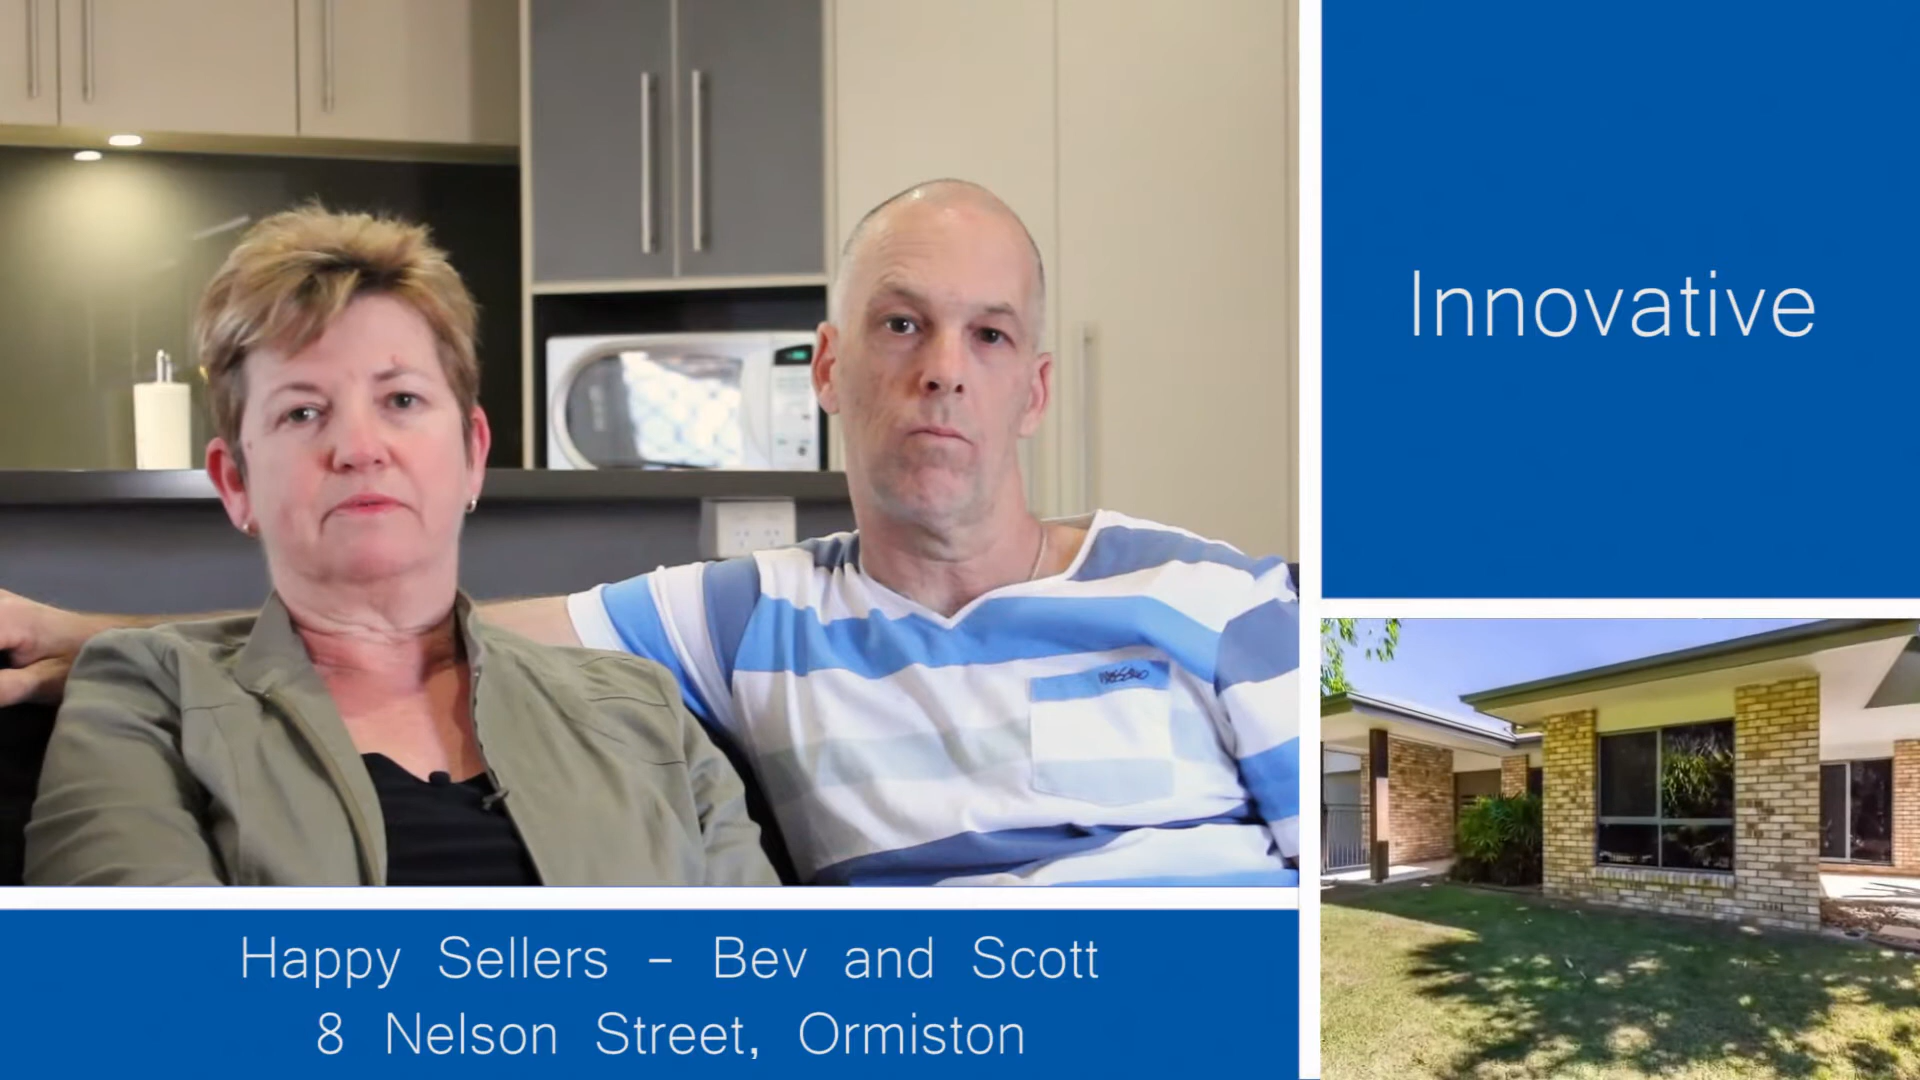 Innovative
Happy Sellers - Bev and Scott
8 Nelson Street, Ormiston